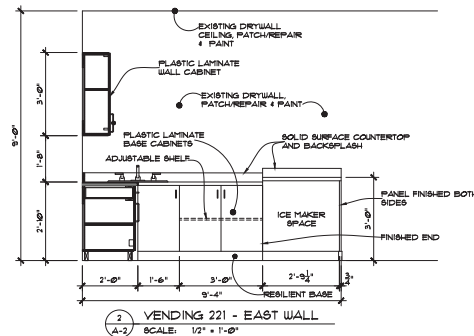 EXISTING DRYWALL
CEILING, PATCH/REPAIR
& PAINT
PLASTIC LAMINATE
WALL CABINET
EXISTING DRYWALL,
PATCH/REPAIR & PAINT
PLASTIC LAMINATE
BASE CABINETS
SOLID SURFACE COUNTERTOP
AND BACKSPLASH
ADJUSTABLE SHELF
PANEL FINISHED BOTH
SIDES
ICE MAKER
SPACE
FINISHED END
RESILIENT BASE
9'-0"
3'-0"
1'-8"
2'-10"
3'-0"
2'-0"
1'-6"
3'-0"
2'-9 1/4"
3/4"
9'-4"
2
A-2
VENDING 221 - EAST WALL
SCALE: 1/2" = 1'-0"